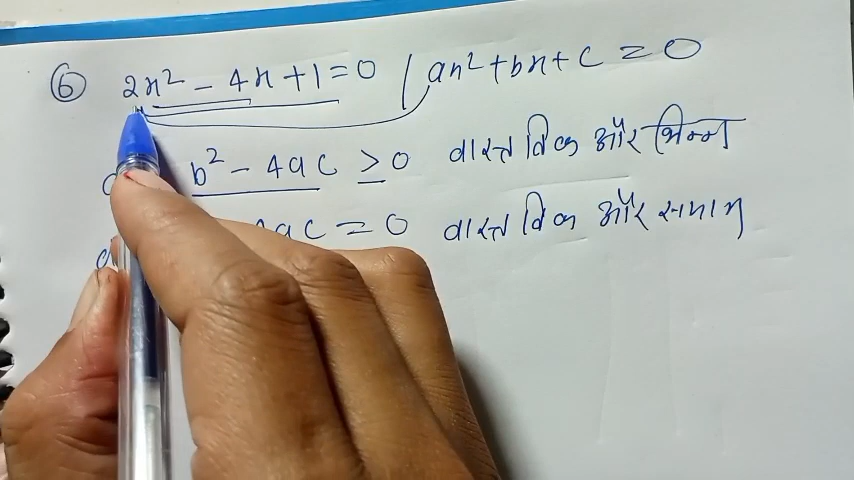 ⑥ 2x² - 4x + 1 = 0 / ax² + bx + c = 0
b² - 4ac > 0 वास्तविक और भिन्न
ac = 0 वास्तविक और समान